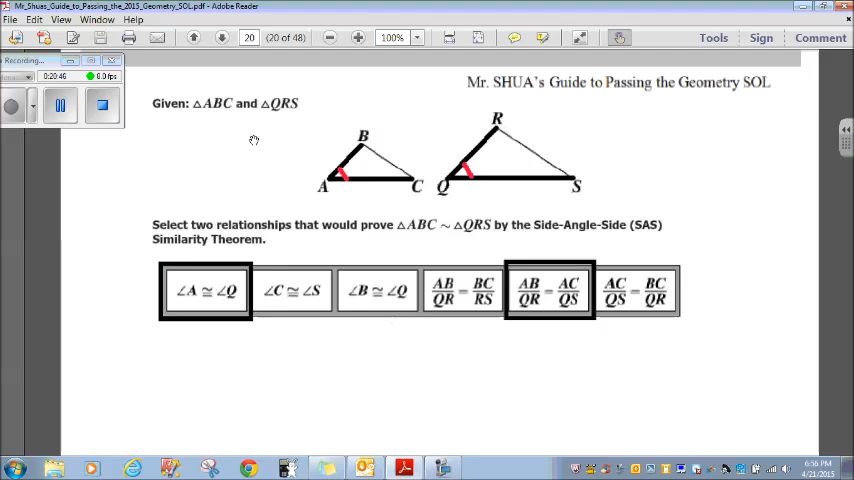 Mr_Shuas_Guide_to_Passing_the_2015_Geometry_SOL.pdf - Adobe Reader
File Edit View Window Help
20 (20 of 48) 100% Tools Sign Comment
Recording...
0:20:46 8.0 fps
Mr. SHUA's Guide to Passing the Geometry SOL
Given: △ABC and △QRS
B
A C
R
Q S
Select two relationships that would prove △ABC ~ △QRS by the Side-Angle-Side (SAS)
Similarity Theorem.
∠A ≅ ∠Q ∠C ≅ ∠S ∠B ≅ ∠Q AB/QR = BC/RS AB/QR = AC/QS AC/QS = BC/QR
6:56 PM
4/21/2015